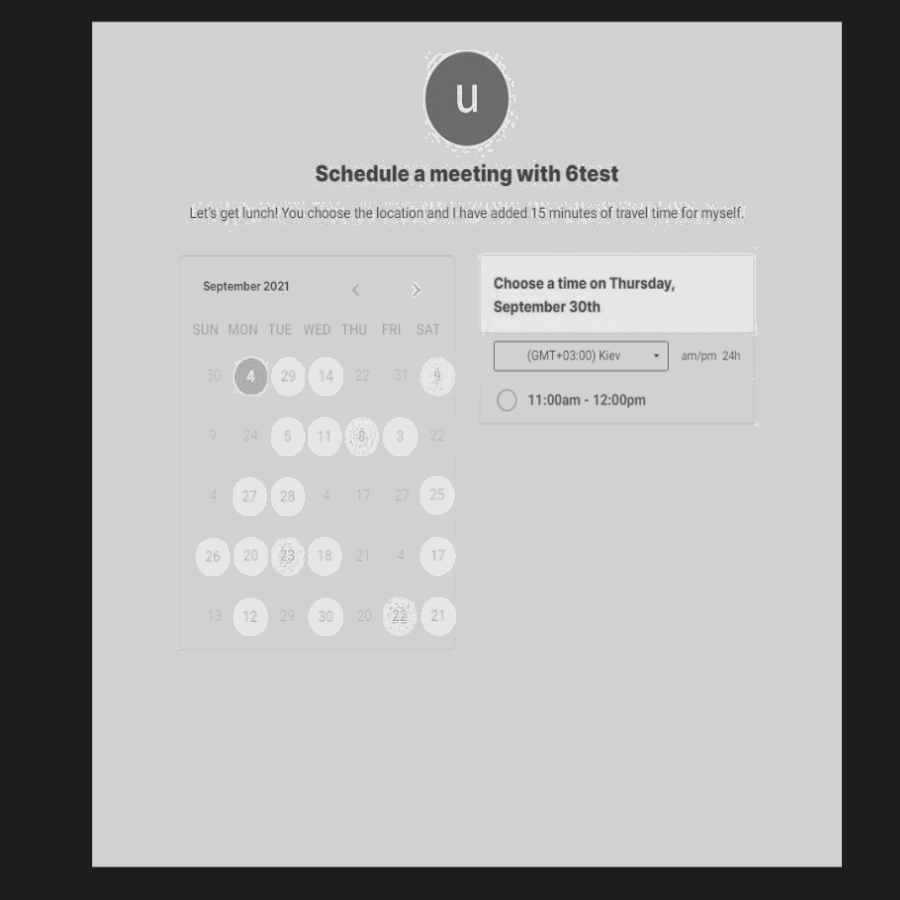 u
Schedule a meeting with 6test
Let's get lunch! You choose the location and I have added 15 minutes of travel time for myself.
September 2021
SUN MON TUE WED THU FRI SAT
30 4 29 14 22 31 9
9 24 5 11 8 3 22
4 27 28 4 17 27 25
26 20 23 18 21 4 17
13 12 29 30 20 22 21
Choose a time on Thursday,
September 30th
(GMT+03:00) Kiev am/pm 24h
11:00am - 12:00pm